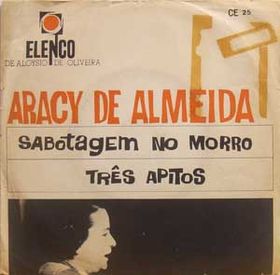 CE 25
ELENCO
DE ALOYSIO DE OLIVEIRA
ARACY DE ALMEIDA
SABOTAGEM NO MORRO
TRÊS APITOS